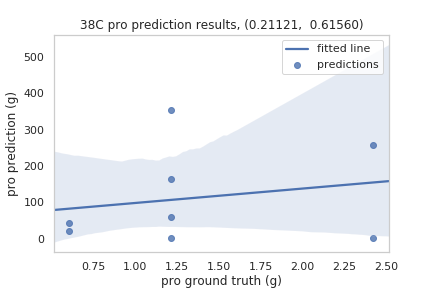 38C pro prediction results, (0.21121,  0.61560)
fitted line
predictions
pro prediction (g)
500
400
300
200
100
0
0.75 1.00 1.25 1.50 1.75 2.00 2.25 2.50
pro ground truth (g)